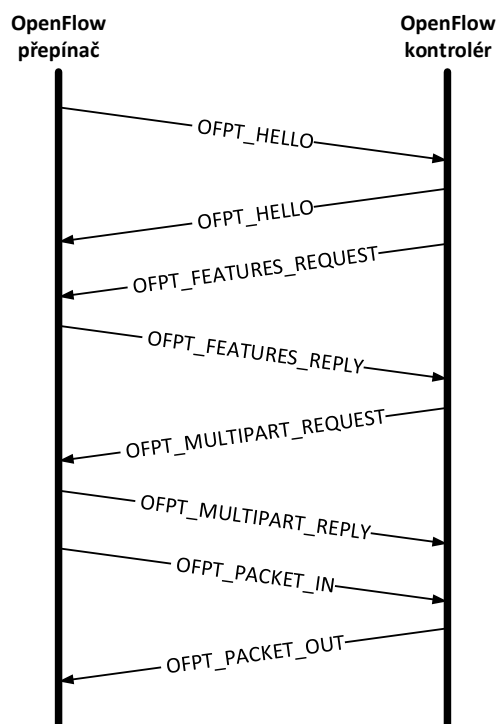 OpenFlow
přepínač
OpenFlow
kontrolér
OFPT_HELLO
OFPT_HELLO
OFPT_FEATURES_REQUEST
OFPT_FEATURES_REPLY
OFPT_MULTIPART_REQUEST
OFPT_MULTIPART_REPLY
OFPT_PACKET_IN
OFPT_PACKET_OUT